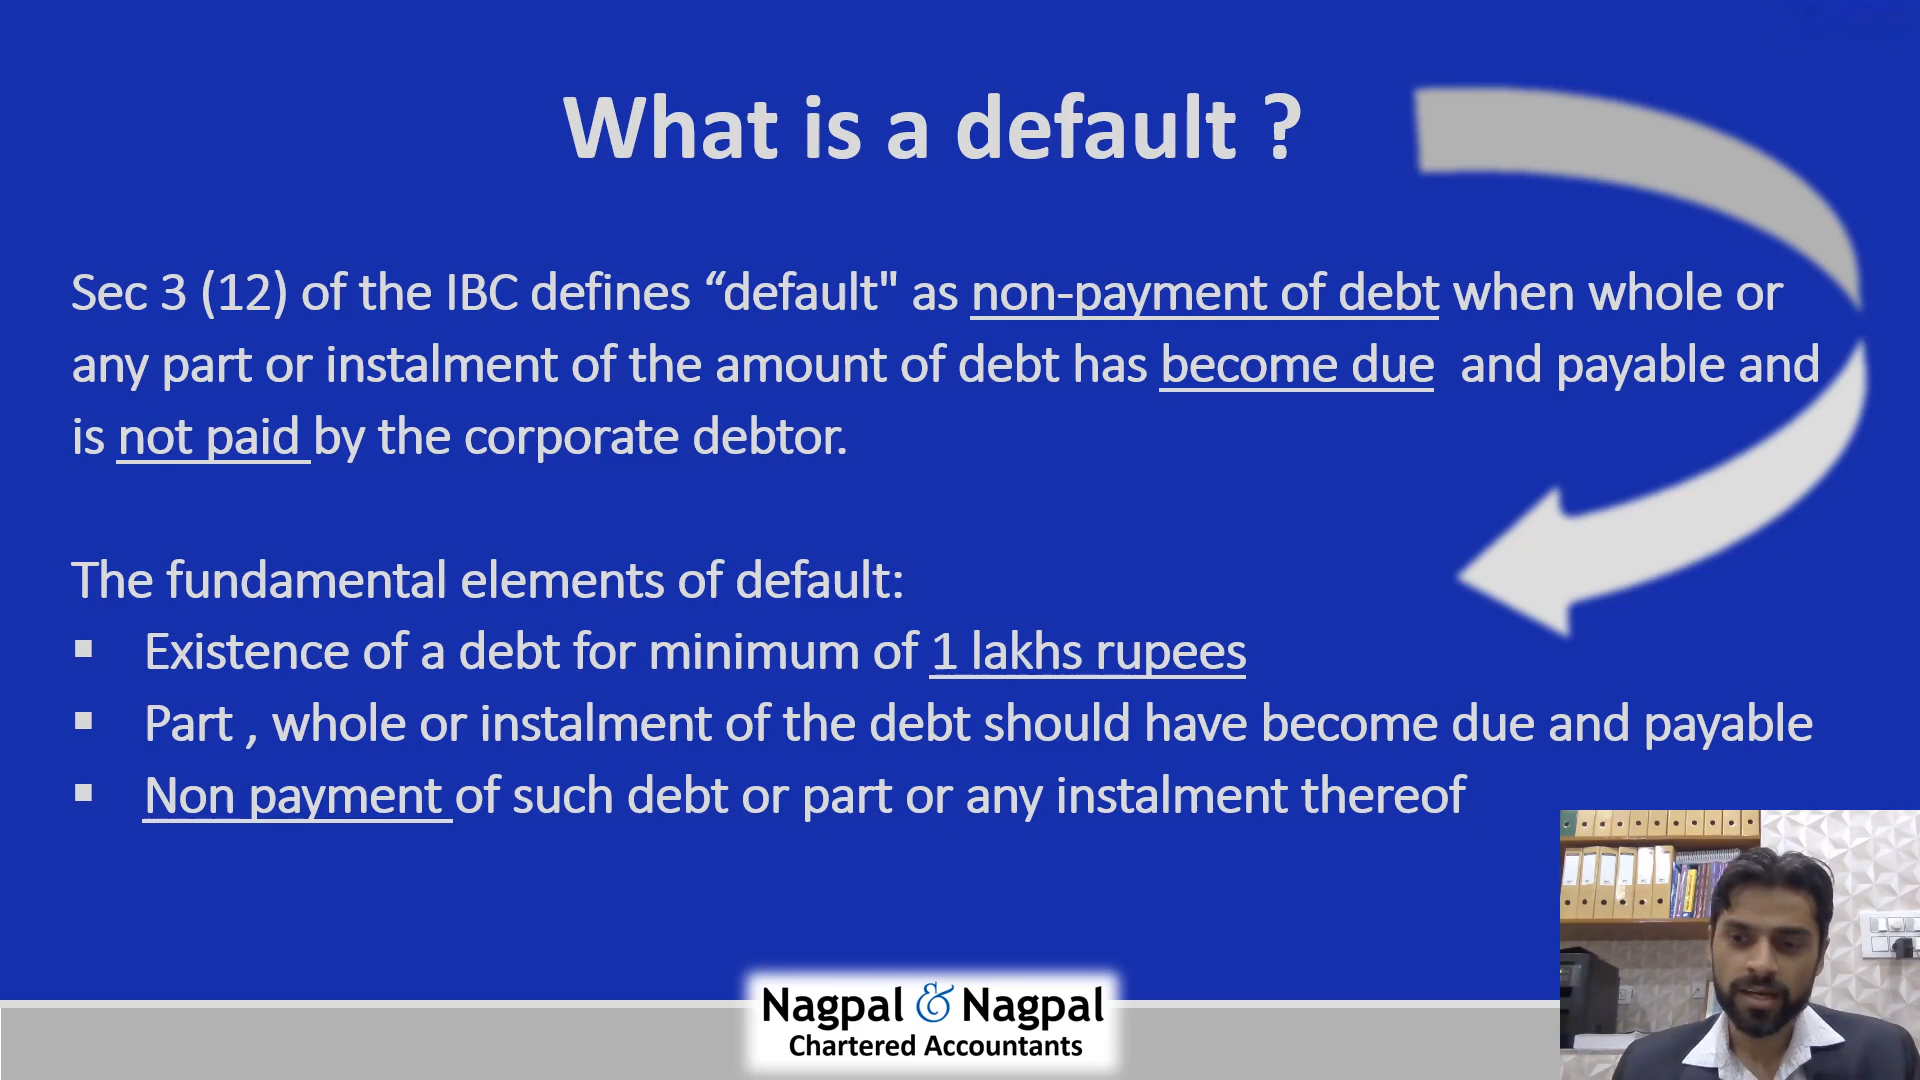 What is a default ?
Sec 3 (12) of the IBC defines “default" as non-payment of debt when whole or
any part or instalment of the amount of debt has become due and payable and
is not paid by the corporate debtor.
The fundamental elements of default:
▪ Existence of a debt for minimum of 1 lakhs rupees
▪ Part , whole or instalment of the debt should have become due and payable
▪ Non payment of such debt or part or any instalment thereof
Nagpal & Nagpal
Chartered Accountants